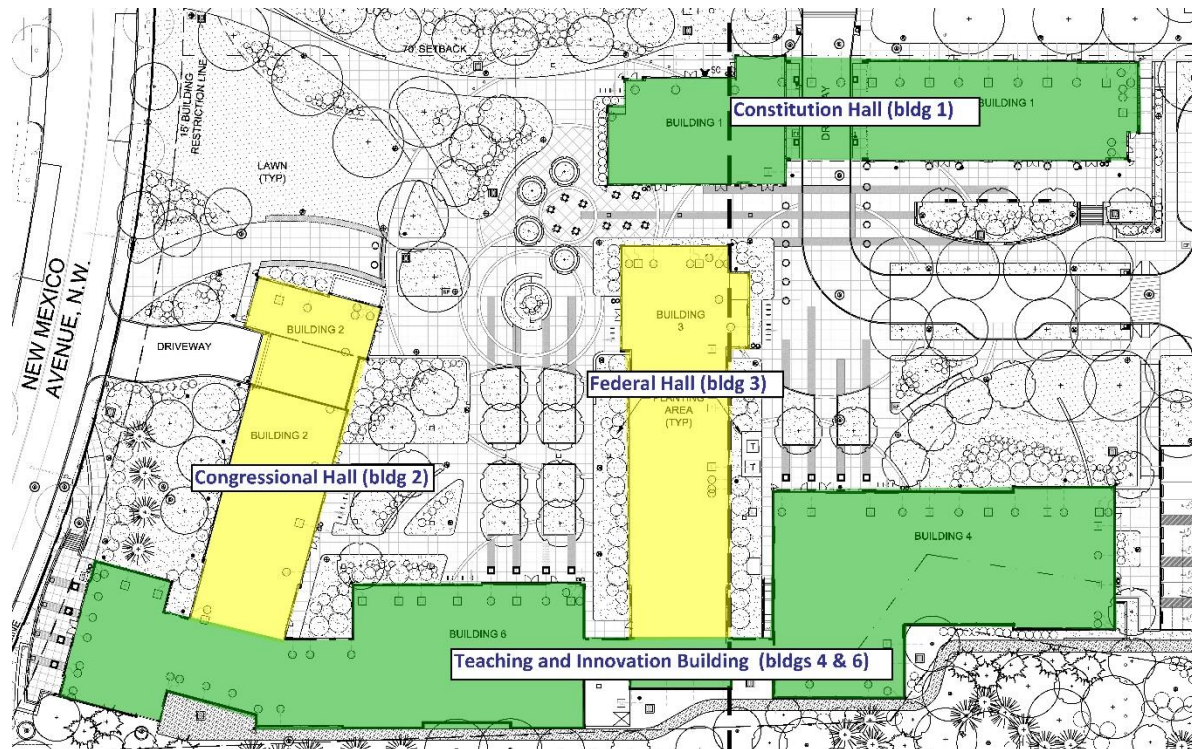 70' SETBACK
15' BUILDING
RESTRICTION LINE
LAWN
(TYP)
SO
BUILDING 1
Constitution Hall (bldg 1)
BUILDING 1
NEW MEXICO
AVENUE, N.W.
DRIVEWAY
BUILDING 2
BUILDING 2
Congressional Hall (bldg 2)
BUILDING
3
Federal Hall (bldg 3)
PLANTING
AREA
(TYP)
T
T
BUILDING 4
BUILDING 6
Teaching and Innovation Building (bldgs 4 & 6)